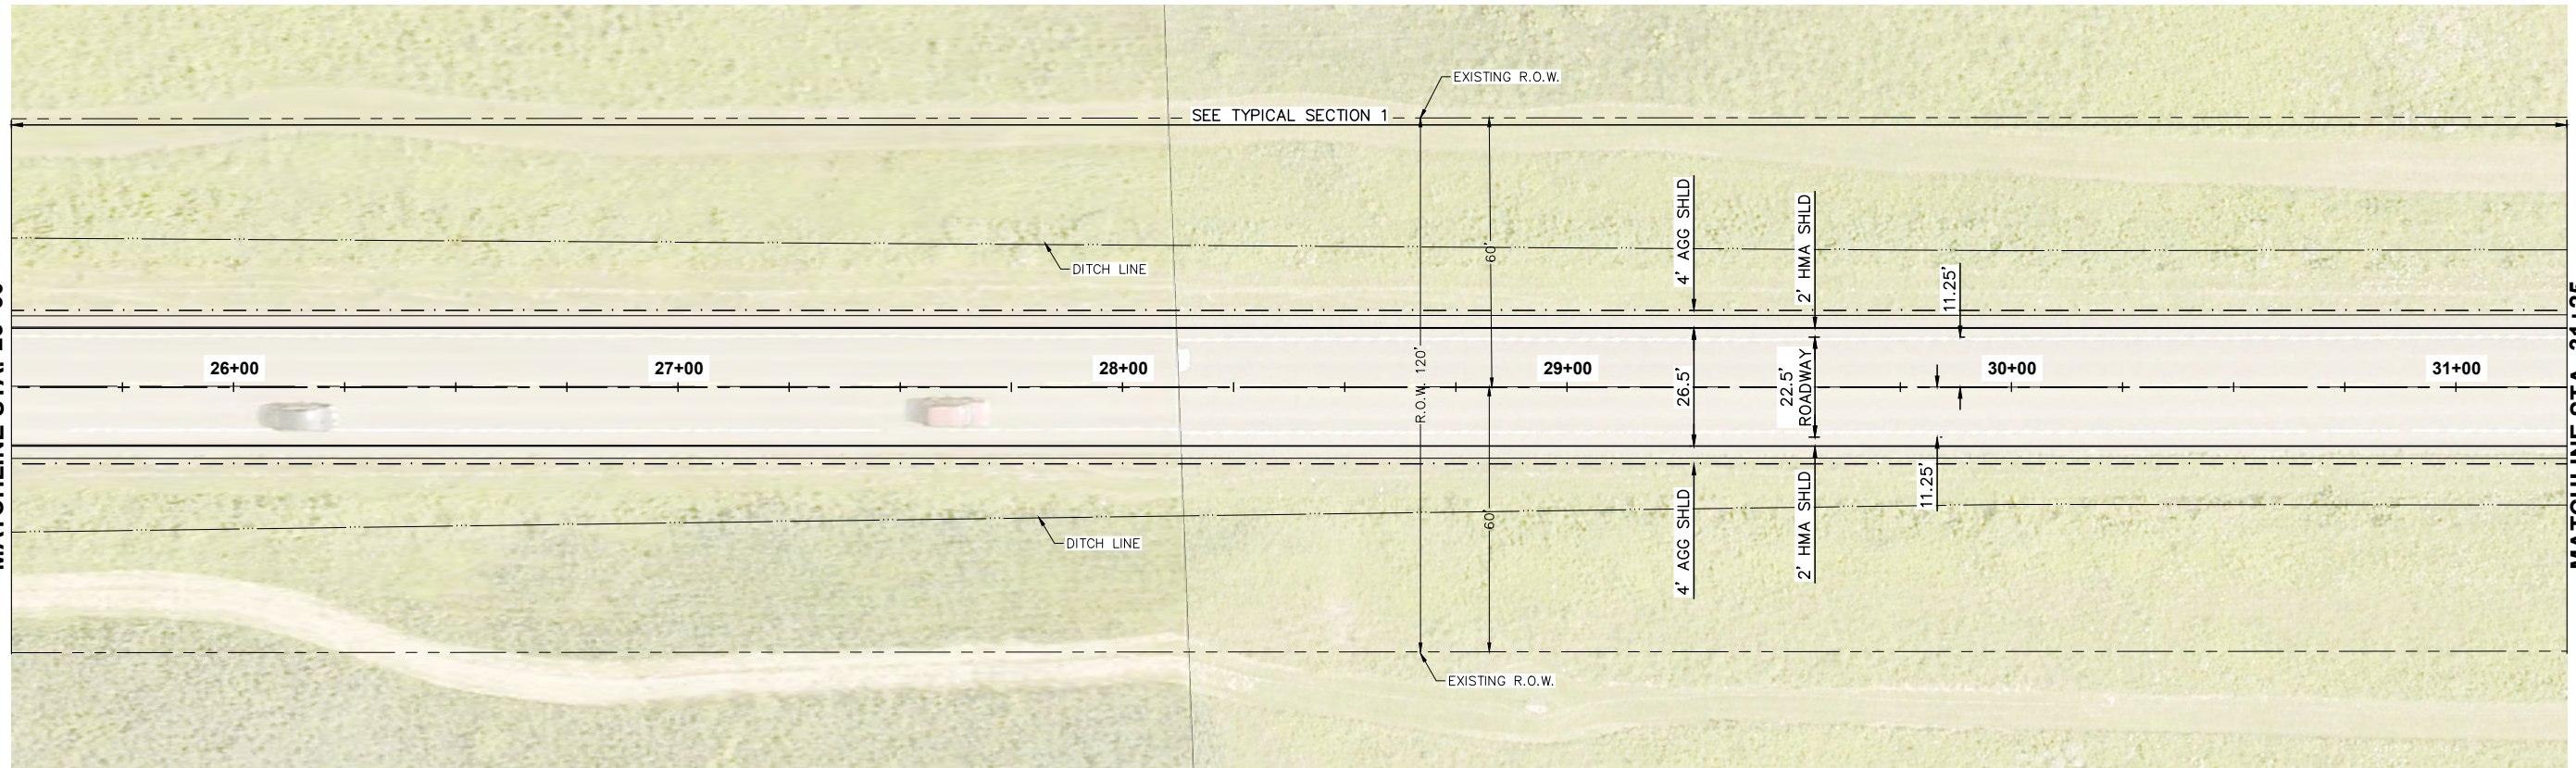 EXISTING R.O.W.
SEE TYPICAL SECTION 1
4' AGG SHLD
2' HMA SHLD
60'
DITCH LINE
11.25'
26+00
27+00
28+00
29+00
30+00
31+00
R.O.W. 120'
26.5'
22.5'
ROADWAY
11.25'
4' AGG SHLD
2' HMA SHLD
60'
DITCH LINE
EXISTING R.O.W.